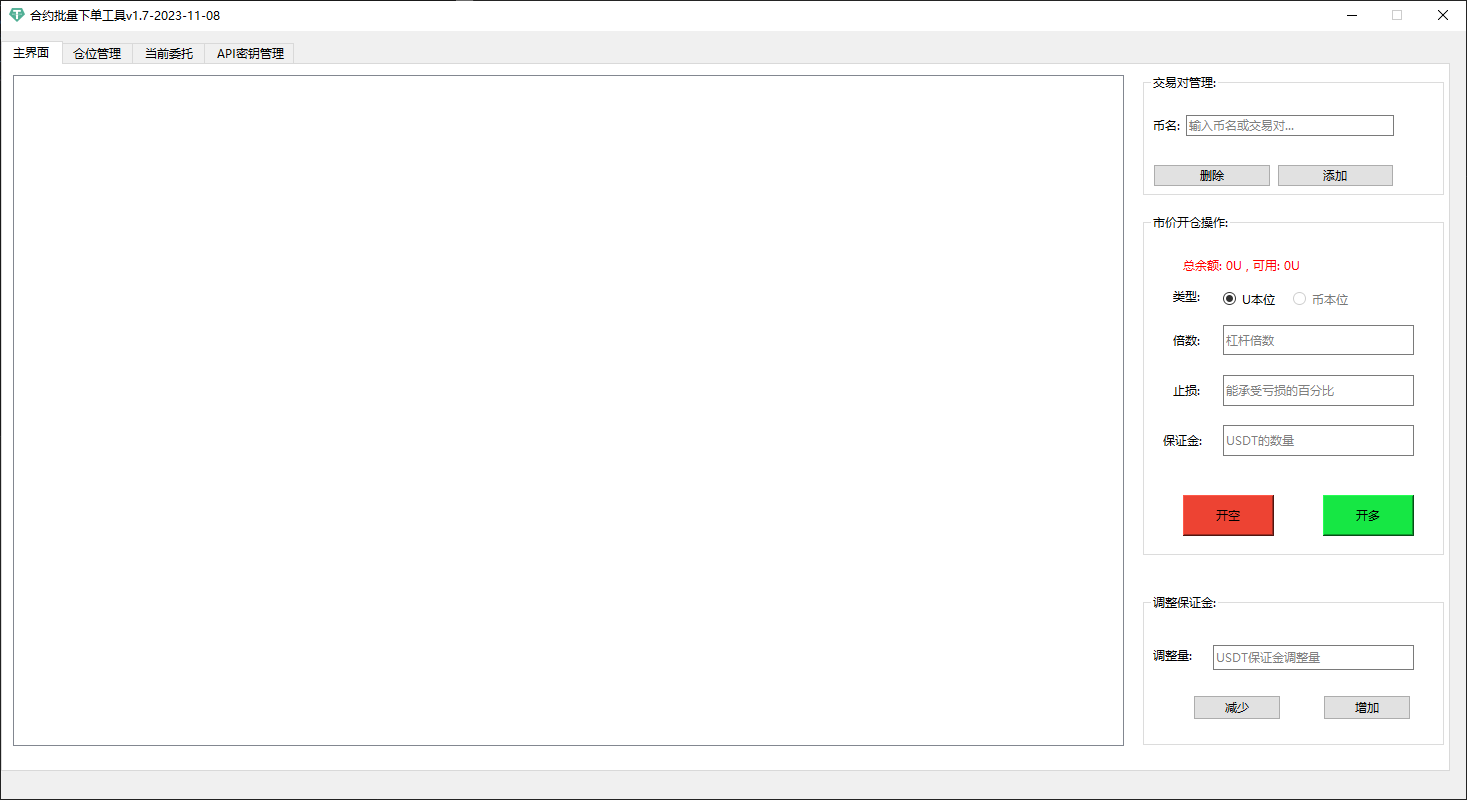 合约批量下单工具v1.7-2023-11-08
主界面 仓位管理 当前委托 API密钥管理
交易对管理:
币名: 输入币名或交易对...
删除 添加
市价开仓操作:
总余额: 0U , 可用: 0U
类型: U本位 币本位
倍数: 杠杆倍数
止损: 能承受亏损的百分比
保证金: USDT的数量
开空 开多
调整保证金:
调整量: USDT保证金调整量
减少 增加